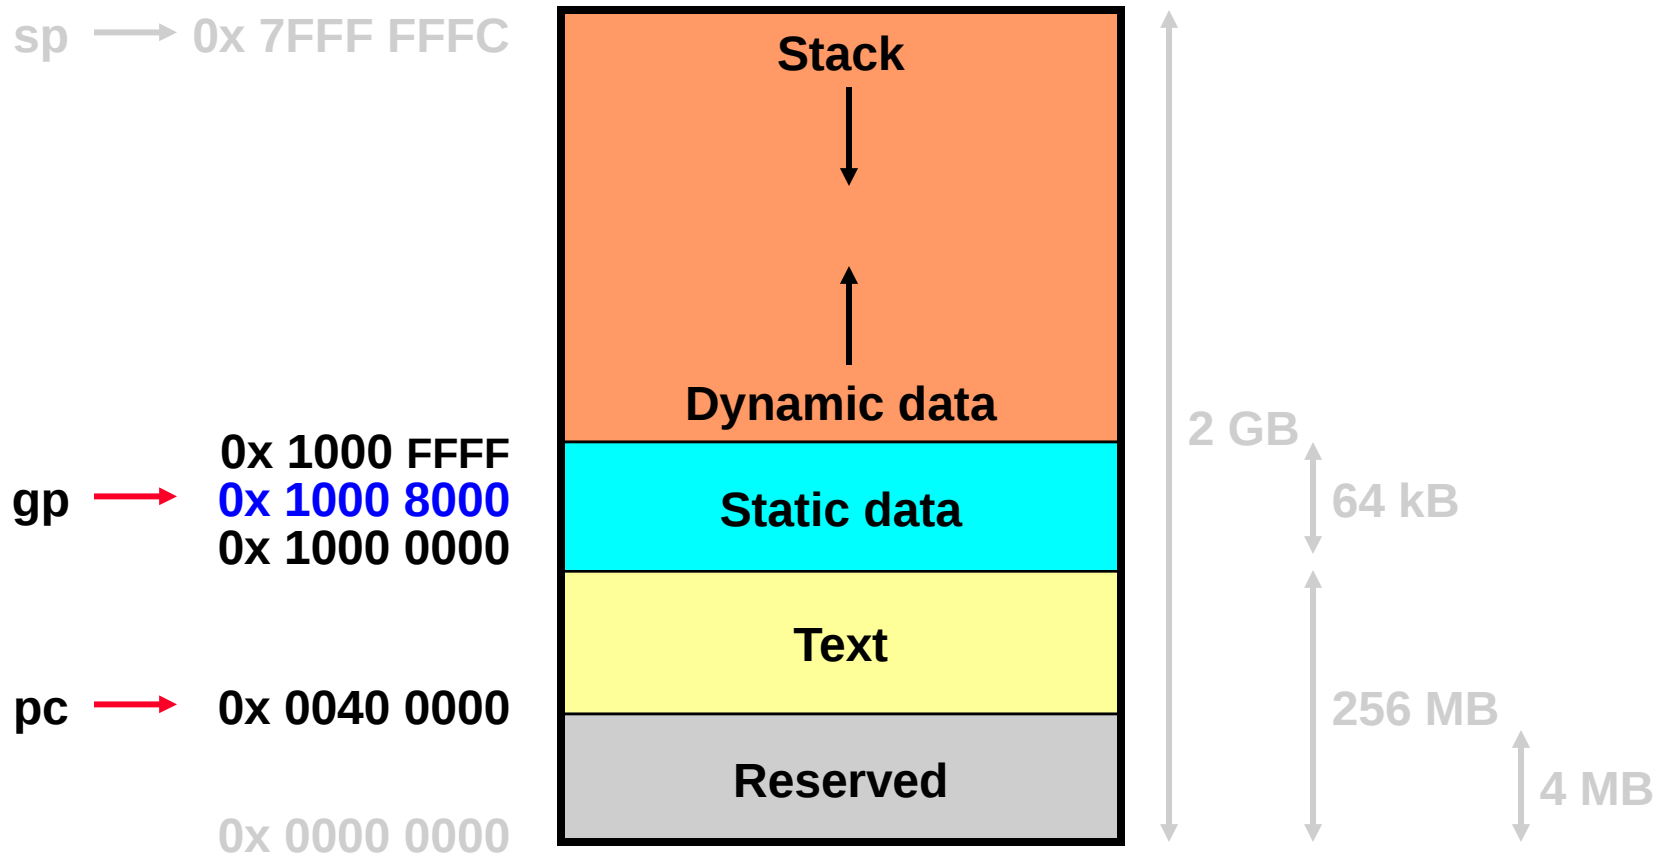 sp 0x 7FFF FFFC
Stack
Dynamic data
2 GB
0x 1000 FFFF
gp 0x 1000 8000
Static data
64 kB
0x 1000 0000
Text
pc 0x 0040 0000
256 MB
Reserved
4 MB
0x 0000 0000